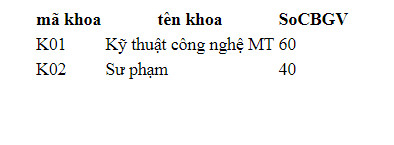 mã khoa tên khoa SoCBGV
K01 Kỹ thuật công nghệ MT 60
K02 Sư phạm 40